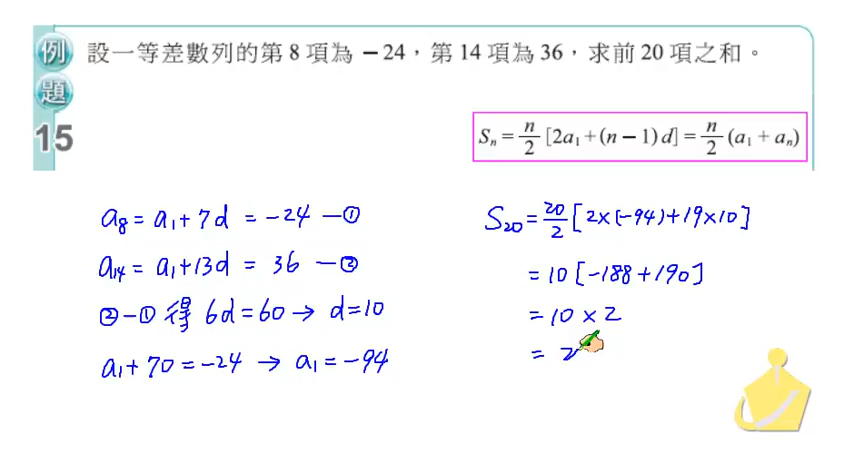 例題15
設一等差數列的第 8 項為 −24，第 14 項為 36，求前 20 項之和。
Sₙ = n/2 [2a₁ + (n − 1) d] = n/2 (a₁ + aₙ)
a₈ = a₁ + 7d = −24 —①
a₁₄ = a₁ + 13d = 36 —②
②−① 得 6d = 60 → d = 10
a₁ + 70 = −24 → a₁ = −94
S₂₀ = 20/2 [2×(−94) + 19×10]
= 10 [−188 + 190]
= 10 × 2
= 2